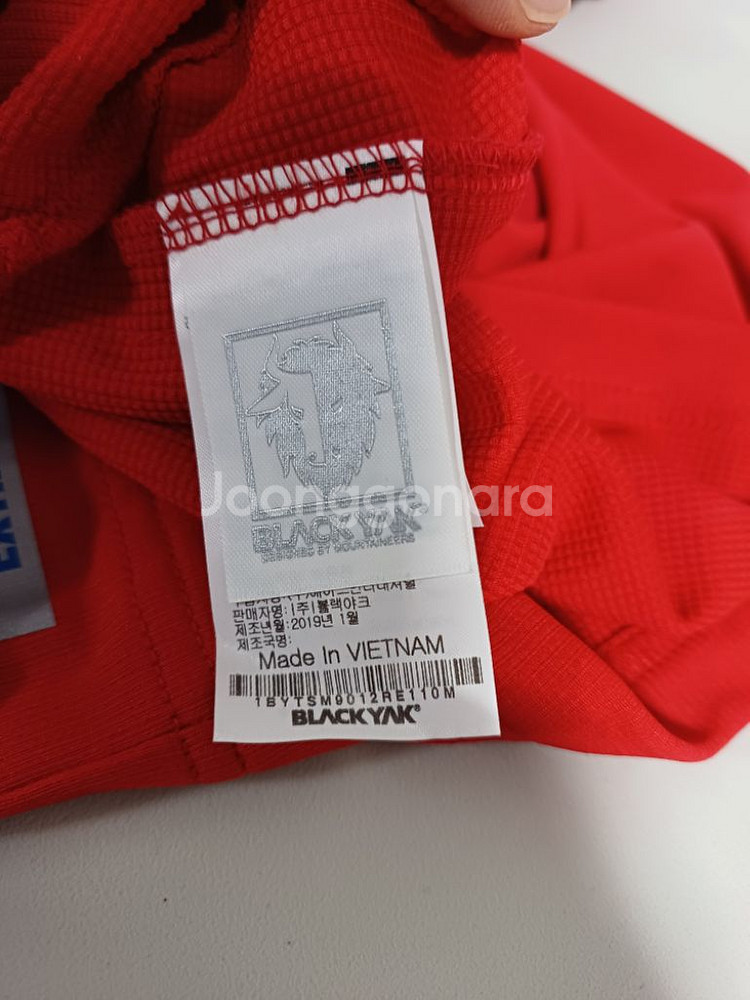 BLACKYAK
DESIGNED BY MOUNTAINEERS
Joonggonara
판매자명:(주)블랙야크
제조년월:2019년 1월
제조국명:
Made In VIETNAM
1BYTSM9012RE110M
BLACKYAK®